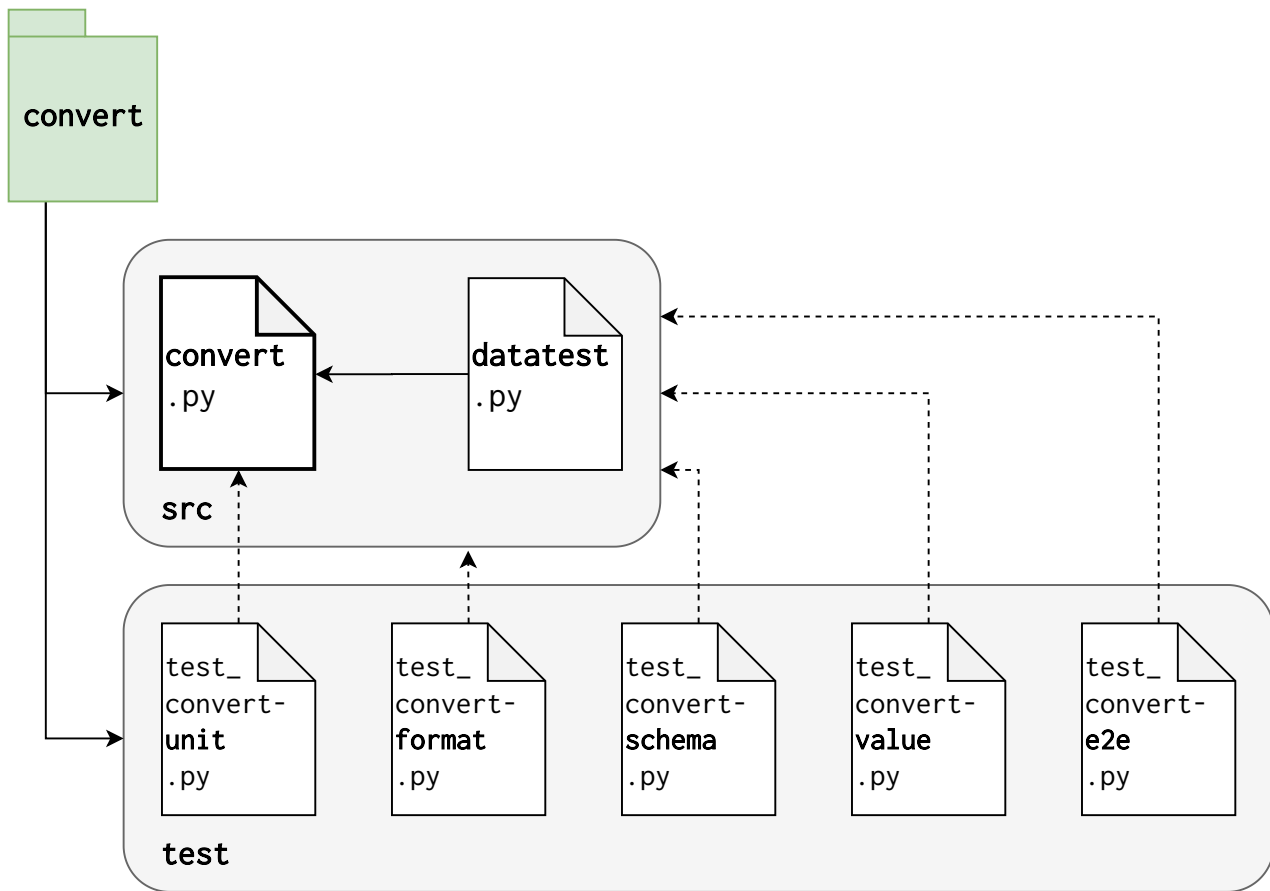 convert
convert
.py
datatest
.py
src
test_
convert-
unit
.py
test_
convert-
format
.py
test_
convert-
schema
.py
test_
convert-
value
.py
test_
convert-
e2e
.py
test